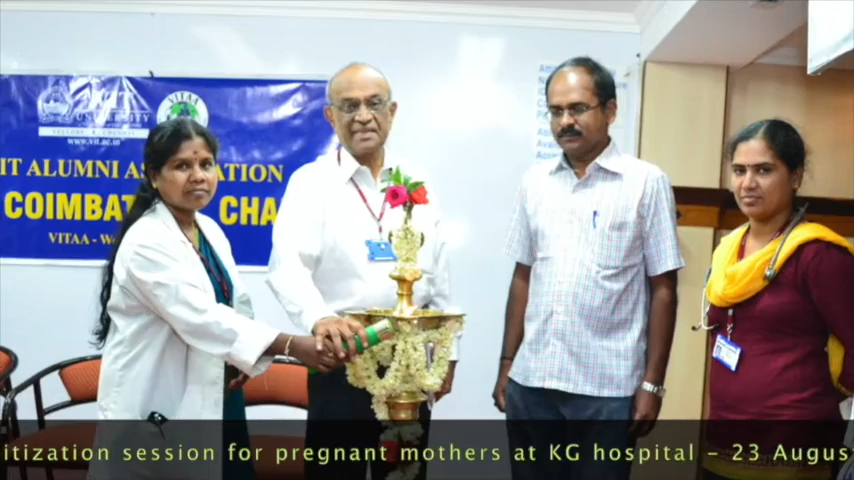 VIT
UNIVERSITY
VITAA
www.vit.ac.in
IT ALUMNI AS ATION
COIMBAT CHA
VITAA - W
itization session for pregnant mothers at KG hospital - 23 Augus